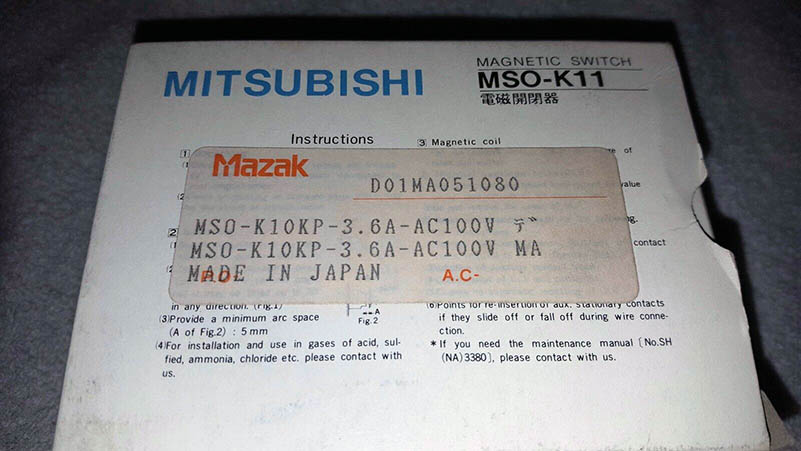 MITSUBISHI
MAGNETIC SWITCH
MSO-K11
電磁開閉器
Instructions
[1]
[2]
Mazak
D01MA051080
MSO-K10KP-3.6A-AC100V デ
MSO-K10KP-3.6A-AC100V MA
MADE IN JAPAN
P.O-
A.C-
in any direction. (Fig.1)
(3)Provide a minimum arc space
(A of Fig.2) : 5mm
(4)For installation and use in gases of acid, sul-
fied, ammonia, chloride etc. please contact with
us.
A
Fig.2
[3] Magnetic coil
of
value
contact
(6)Points for re-insertion of aux. stationary contacts
if they slide off or fall off during wire conne-
ction.
* If you need the maintenance manual [No.SH
(NA)3380], please contact with us.